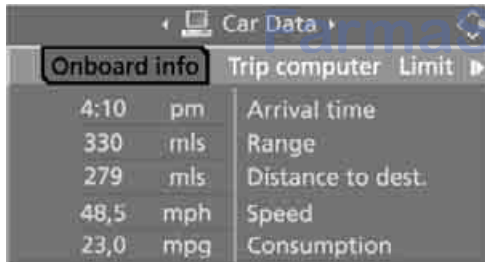 Car Data
Onboard info Trip computer Limit
4:10 pm Arrival time
330 mls Range
279 mls Distance to dest.
48,5 mph Speed
23,0 mpg Consumption